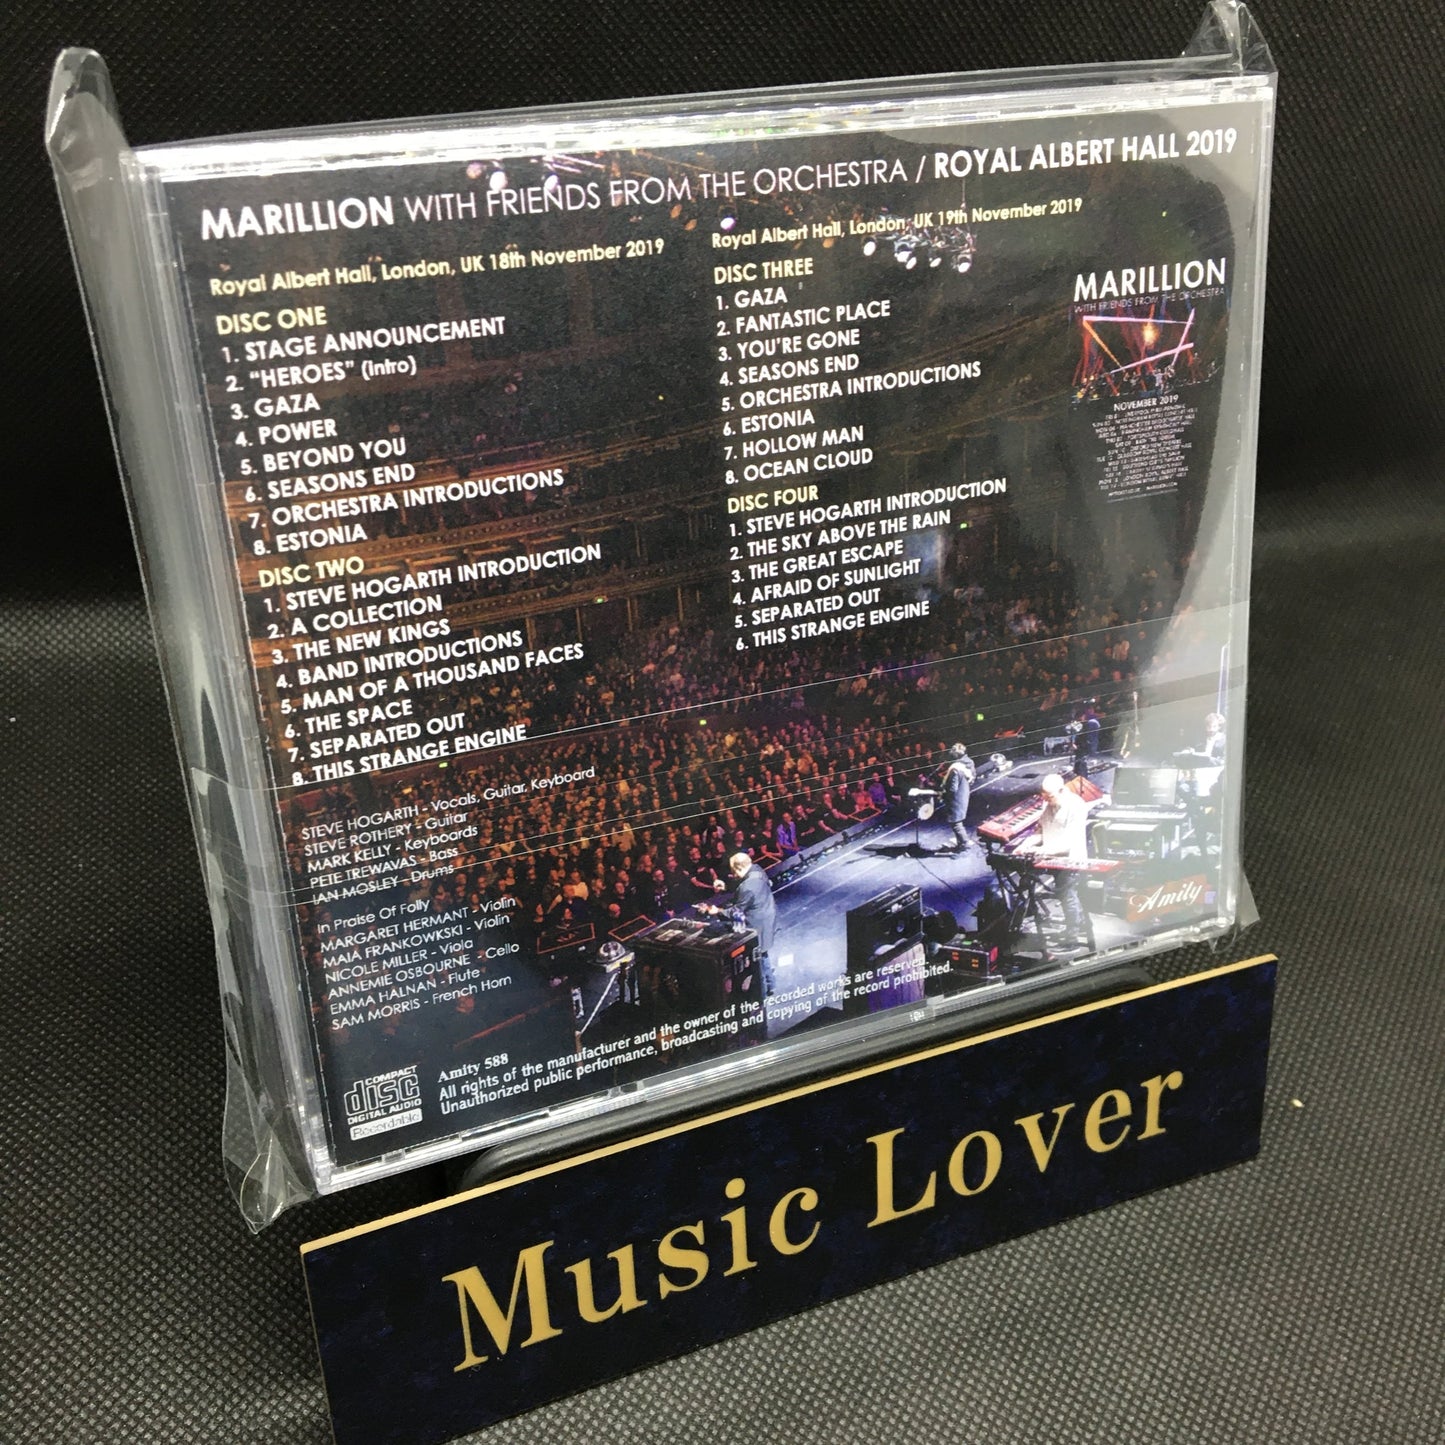 MARILLION WITH FRIENDS FROM THE ORCHESTRA / ROYAL ALBERT HALL 2019
Royal Albert Hall, London, UK 18th November 2019
DISC ONE
1. STAGE ANNOUNCEMENT
2. “HEROES” (Intro)
3. GAZA
4. POWER
5. BEYOND YOU
6. SEASONS END
7. ORCHESTRA INTRODUCTIONS
8. ESTONIA
DISC TWO
1. STEVE HOGARTH INTRODUCTION
2. A COLLECTION
3. THE NEW KINGS
4. BAND INTRODUCTIONS
5. MAN OF A THOUSAND FACES
6. THE SPACE
7. SEPARATED OUT
8. THIS STRANGE ENGINE
Royal Albert Hall, London, UK 19th November 2019
DISC THREE
1. GAZA
2. FANTASTIC PLACE
3. YOU'RE GONE
4. SEASONS END
5. ORCHESTRA INTRODUCTIONS
6. ESTONIA
7. HOLLOW MAN
8. OCEAN CLOUD
DISC FOUR
1. STEVE HOGARTH INTRODUCTION
2. THE SKY ABOVE THE RAIN
3. THE GREAT ESCAPE
4. AFRAID OF SUNLIGHT
5. SEPARATED OUT
6. THIS STRANGE ENGINE
MARILLION
WITH FRIENDS FROM THE ORCHESTRA
NOVEMBER 2019
STEVE HOGARTH - Vocals, Guitar, Keyboard
STEVE ROTHERY - Guitar
MARK KELLY - Keyboards
PETE TREWAVAS - Bass
IAN MOSLEY - Drums
In Praise Of Folly
MARGARET HERMANT - Violin
MAIA FRANKOWSKI - Violin
NICOLE MILLER - Viola
ANNEMIE OSBOURNE - Cello
EMMA HALNAN - Flute
SAM MORRIS - French Horn
Amity
COMPACT
disc
DIGITAL AUDIO
Recordable
Amity 588
All rights of the manufacturer and the owner of the recorded works are reserved.
Unauthorized public performance, broadcasting and copying of the record prohibited.
Music Lover